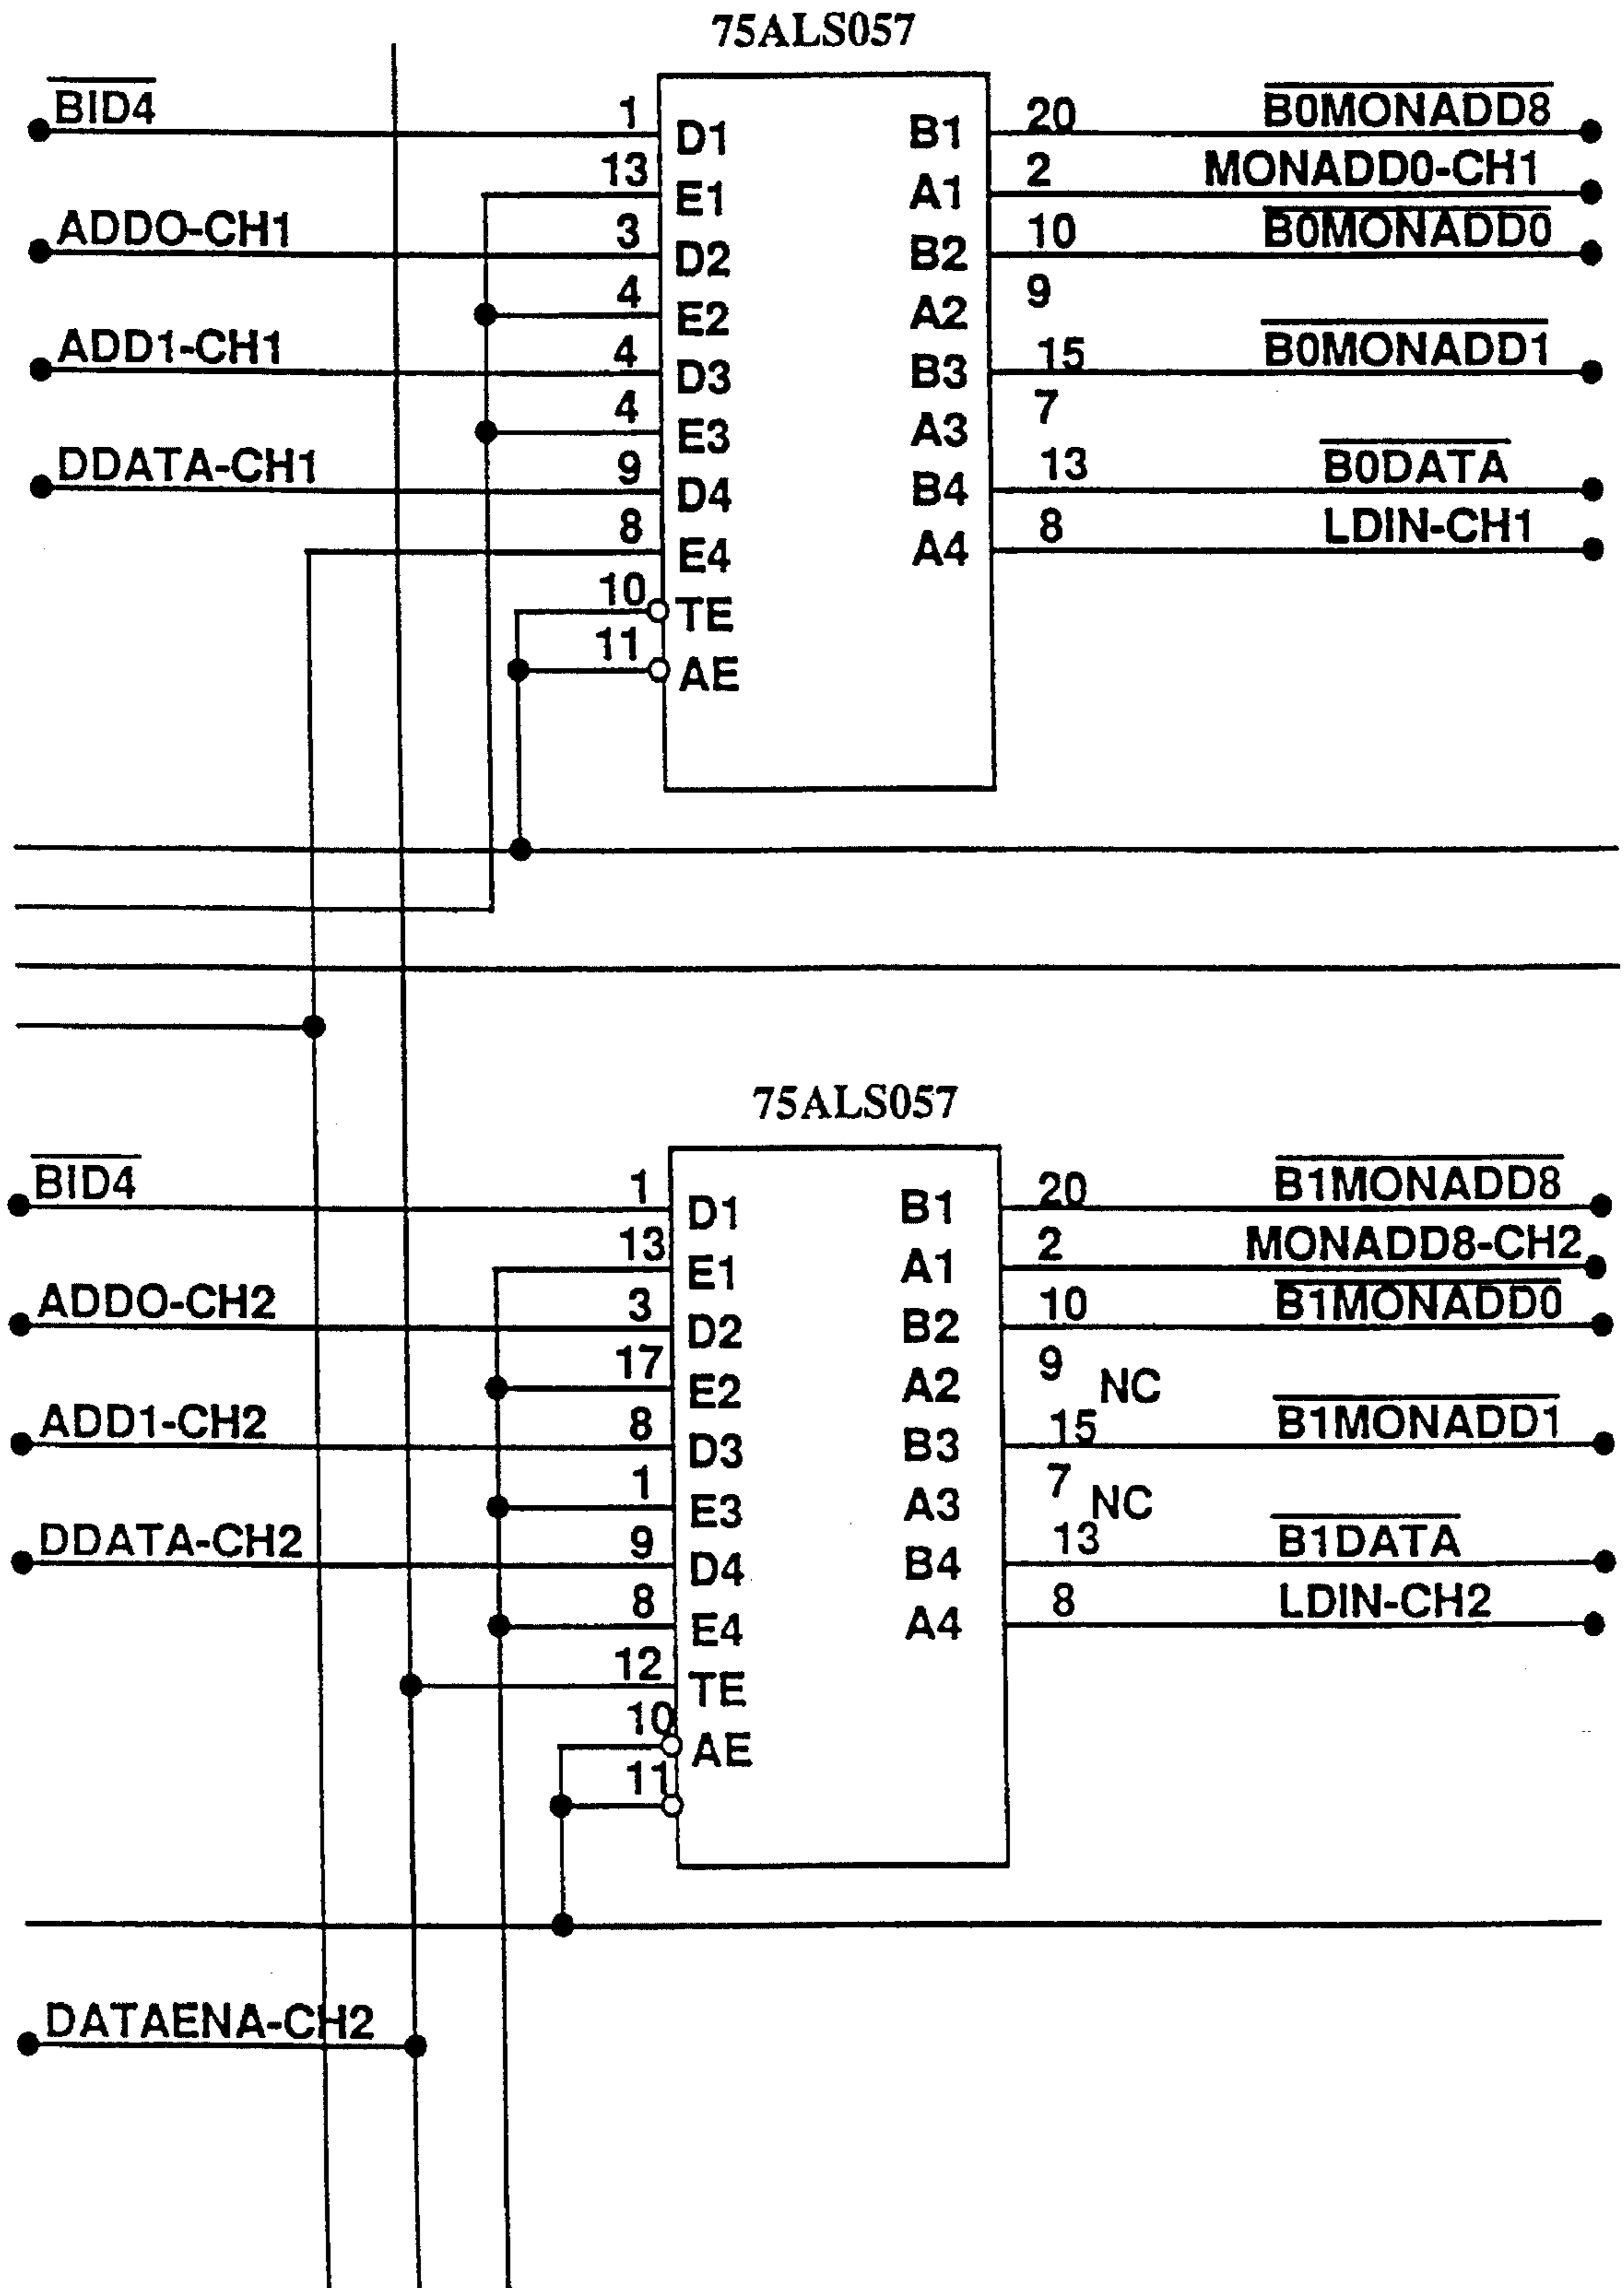 75ALS057
BID4 1 D1 B1 20 B0MONADD8
13 E1 A1 2 MONADD0-CH1
ADDO-CH1 3 D2 B2 10 B0MONADD0
4 E2 A2 9
ADD1-CH1 4 D3 B3 15 B0MONADD1
4 E3 A3 7
DDATA-CH1 9 D4 B4 13 B0DATA
8 E4 A4 8 LDIN-CH1
10 TE
11 AE
75ALS057
BID4 1 D1 B1 20 B1MONADD8
13 E1 A1 2 MONADD8-CH2
ADDO-CH2 3 D2 B2 10 B1MONADD0
17 E2 A2 9 NC
ADD1-CH2 8 D3 B3 15 B1MONADD1
1 E3 A3 7 NC
DDATA-CH2 9 D4 B4 13 B1DATA
8 E4 A4 8 LDIN-CH2
12 TE
10 AE
11
DATAENA-CH2